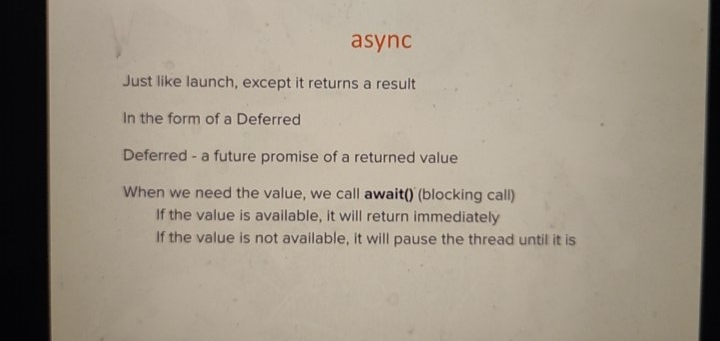 async
Just like launch, except it returns a result
In the form of a Deferred
Deferred - a future promise of a returned value
When we need the value, we call await() (blocking call)
If the value is available, it will return immediately
If the value is not available, it will pause the thread until it is